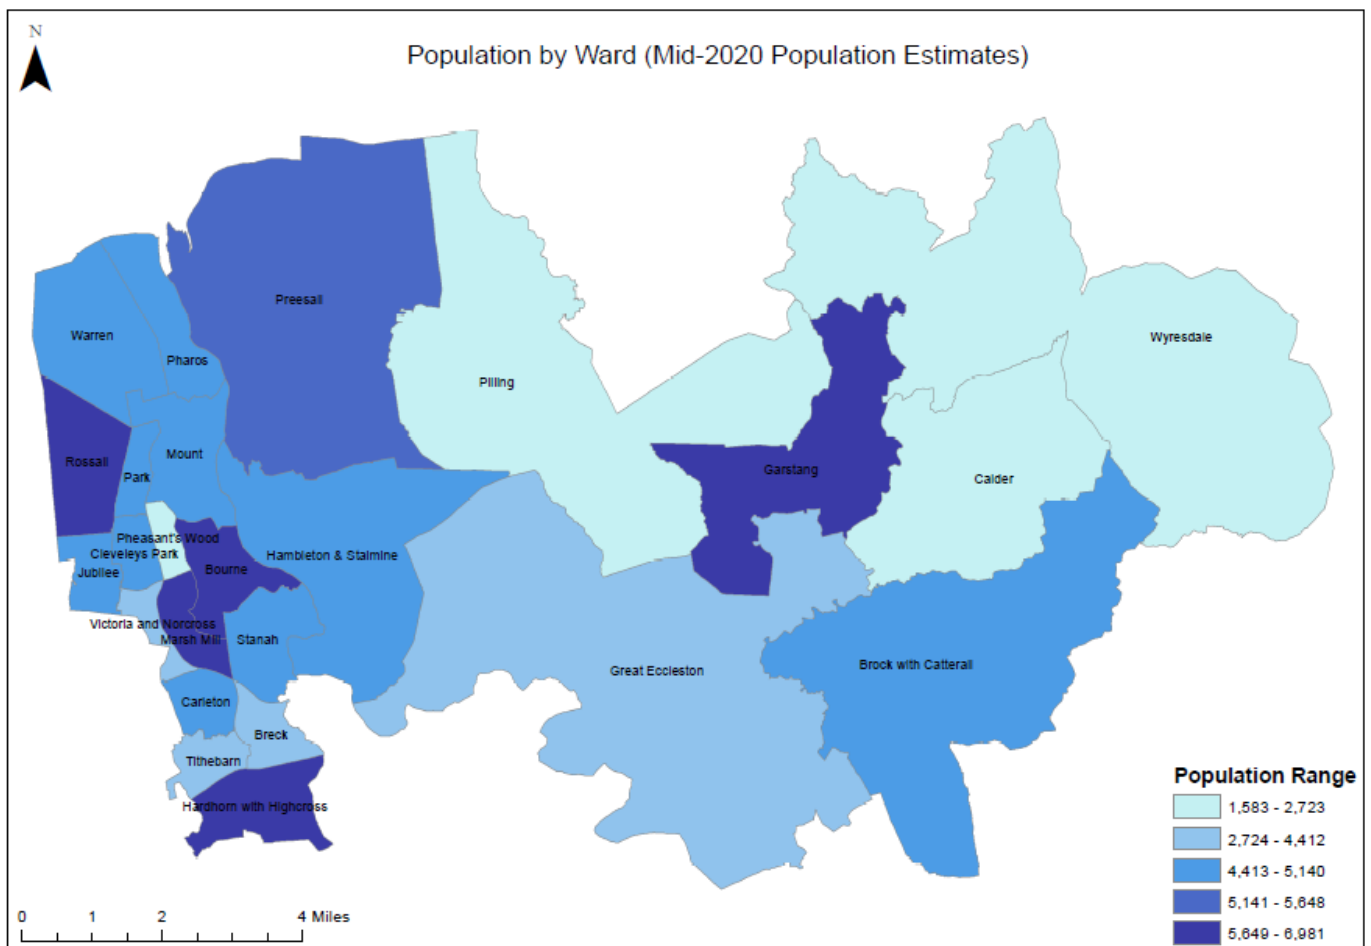 N
Population by Ward (Mid-2020 Population Estimates)
Preesall
Warren
Wyresdale
Pharos
Pilling
Mount
Rossall
Garstang
Park
Calder
Pheasant's Wood
Cleveleys Park
Hambleton & Stalmine
Jubilee
Bourne
Victoria and Norcross
Marsh Mill
Stanah
Brock with Catterall
Great Eccleston
Carleton
Breck
Tithebarn
Hardhorn with Highcross
Population Range
1,583 - 2,723
2,724 - 4,412
4,413 - 5,140
5,141 - 5,648
5,649 - 6,981
0 1 2 4 Miles